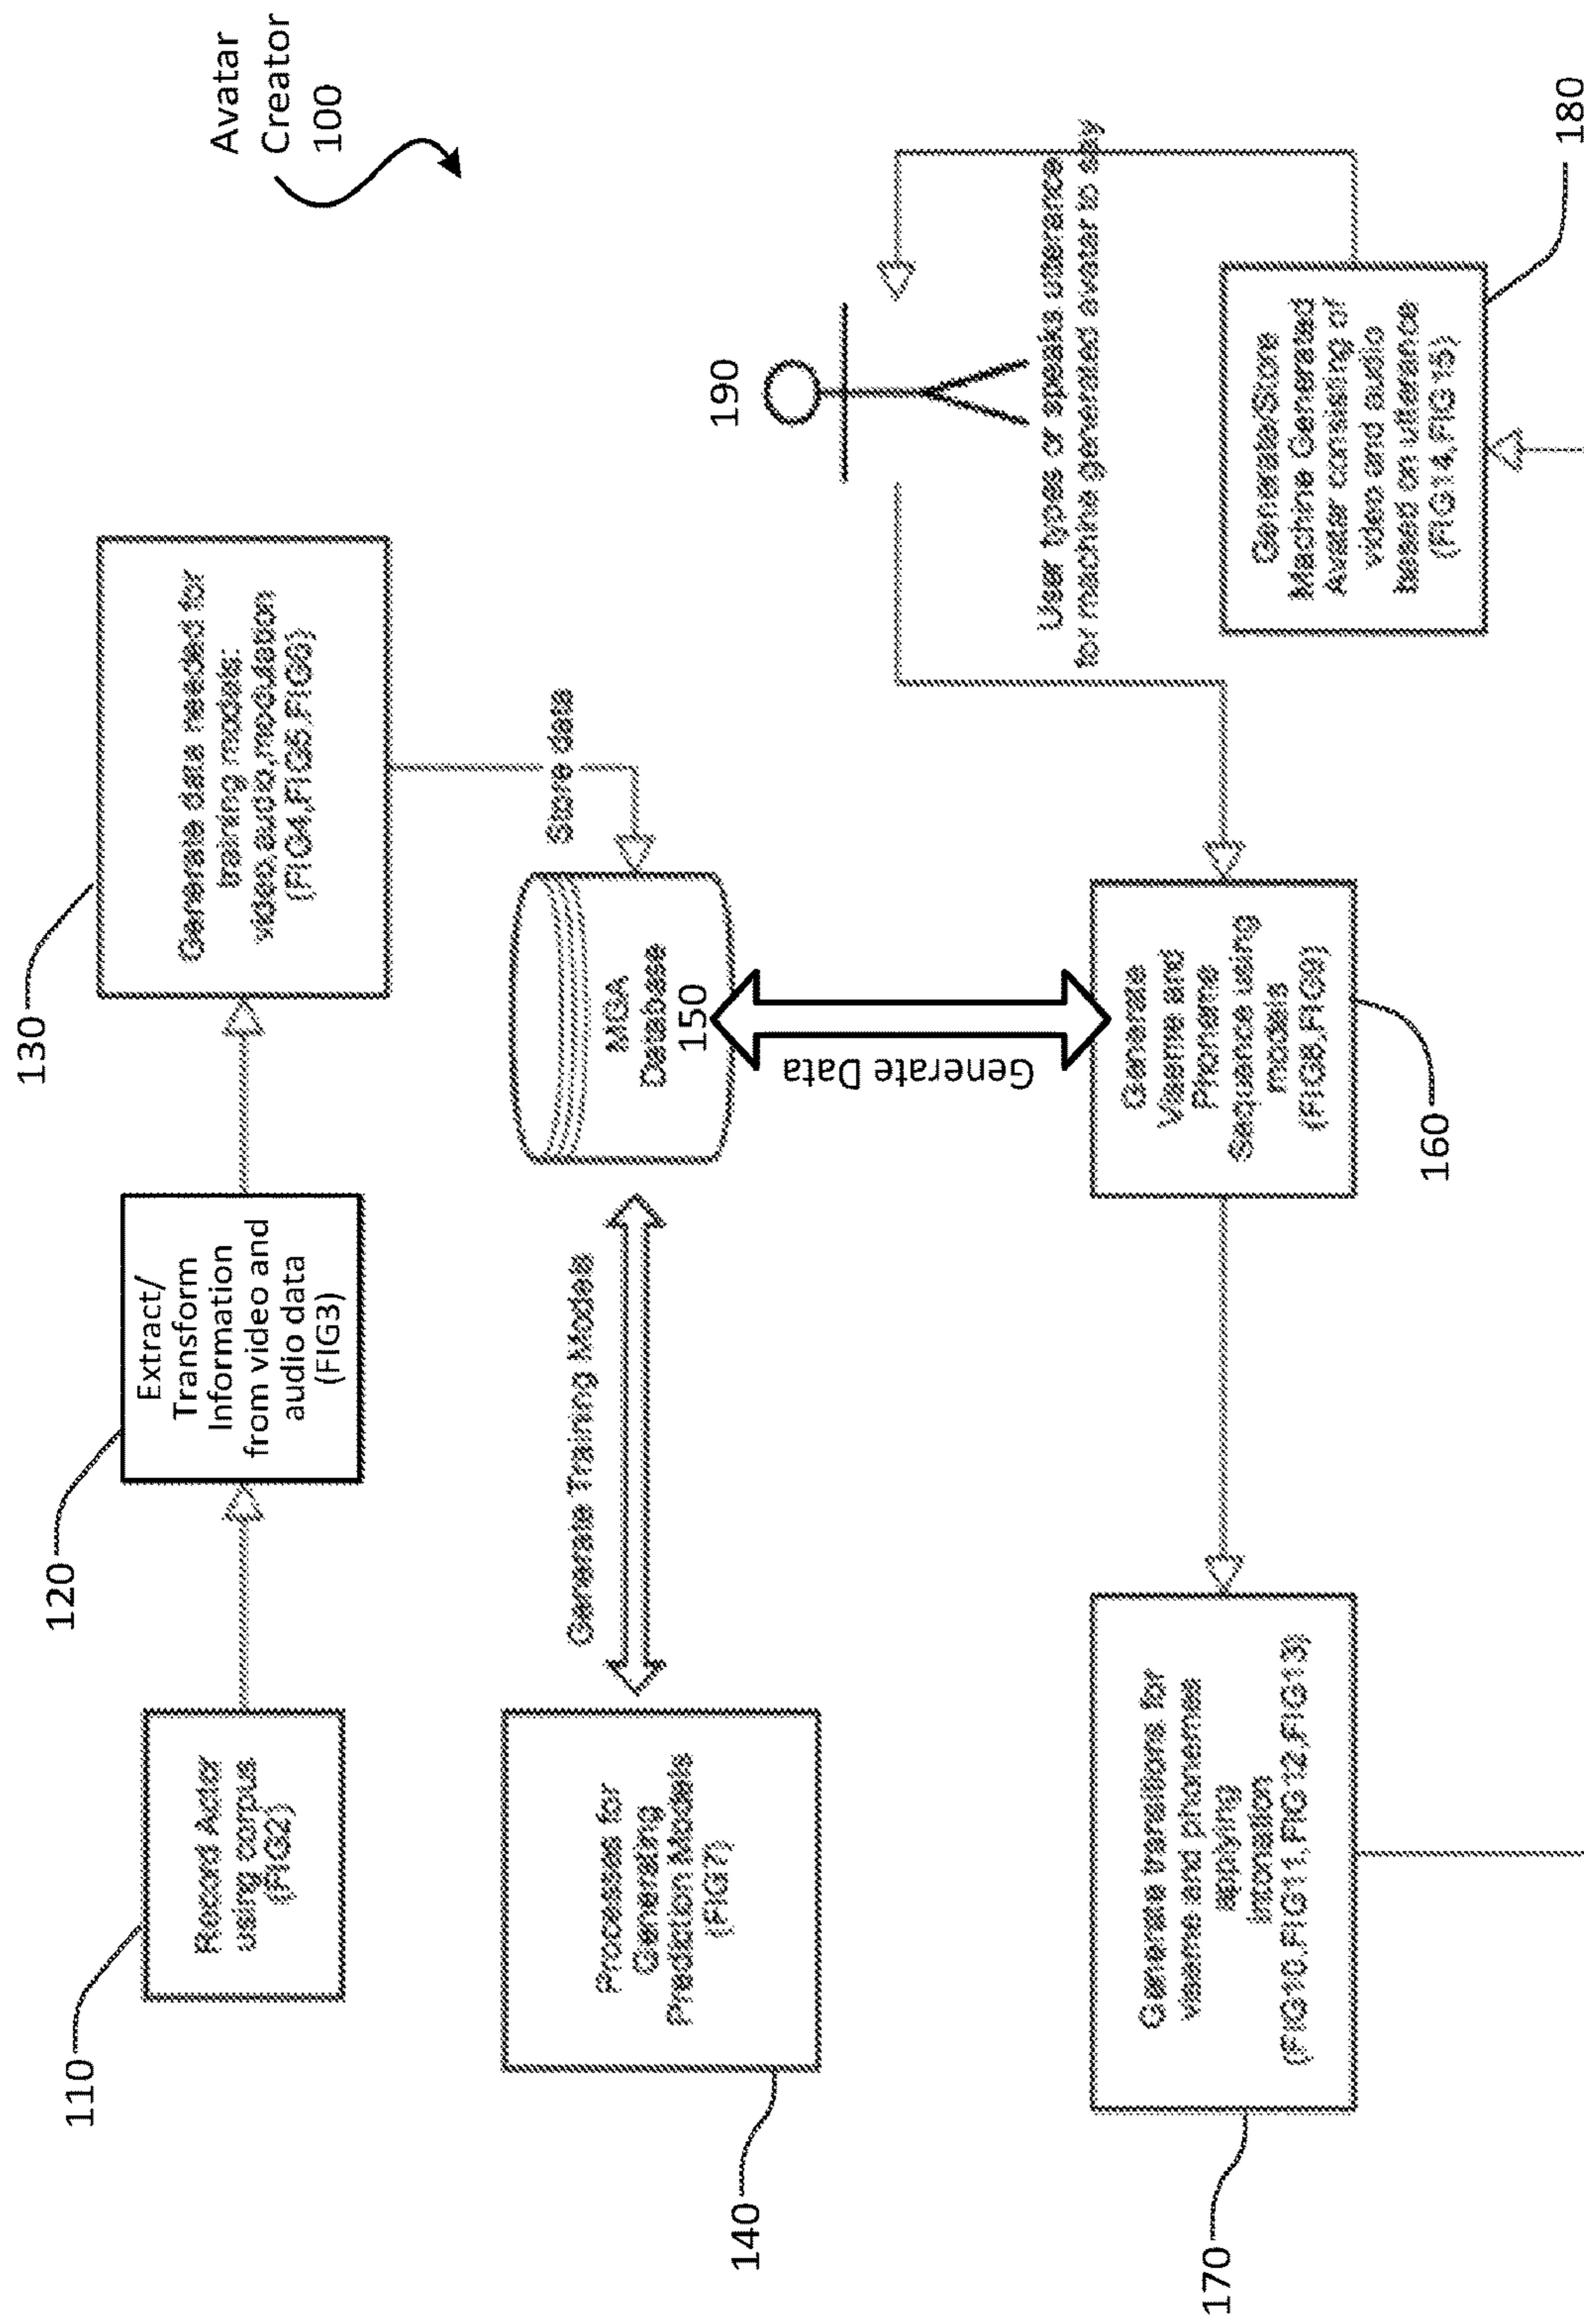 Avatar
Creator
100
110
Record Actor
using corpus
(FIG2)
120
Extract/
Transform
Information
from video and
audio data
(FIG3)
130
Generate data needed for
training models:
video,audio,modulation
(FIG4,FIG5,FIG6)
Store data
140
Processes for
Generating
Prediction Models
(FIG7)
Generate Training Models
MGA
Database
150
Generate Data
190
User types or speaks utterance
for machine generated avatar to say
170
Generate transitions for
viseme and phonemes
applying
intonation
(FIG10,FIG11,FIG12,FIG13)
160
Generate
Viseme and
Phoneme
Sequence using
models
(FIG8,FIG9)
180
Generate/Store
Machine Generated
Avatar consisting of
video and audio
based on utterance
(FIG14,FIG15)